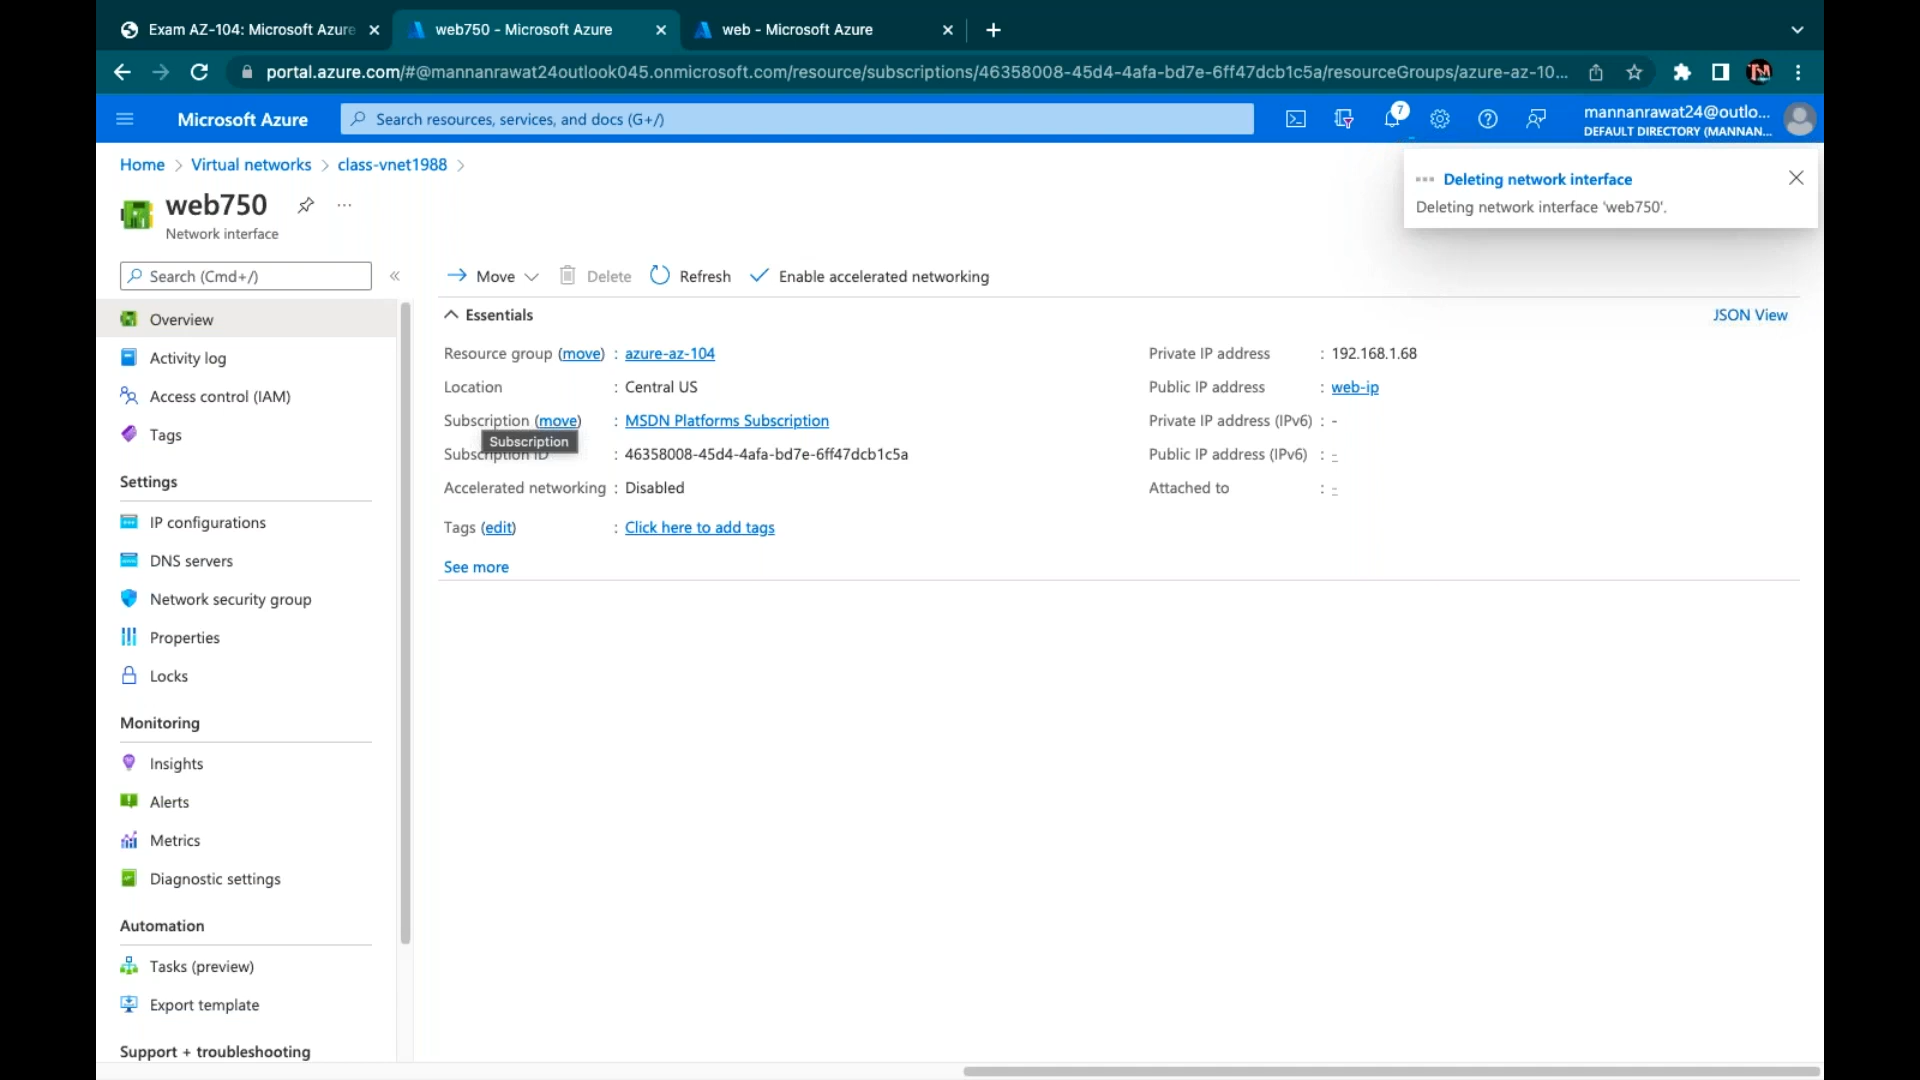 Exam AZ-104: Microsoft Azure
web750 - Microsoft Azure
web - Microsoft Azure
portal.azure.com/#@mannanrawat24outlook045.onmicrosoft.com/resource/subscriptions/46358008-45d4-4afa-bd7e-6ff47dcb1c5a/resourceGroups/azure-az-10...
Microsoft Azure
Search resources, services, and docs (G+/)
7
mannanrawat24@outlo...
DEFAULT DIRECTORY (MANNAN...
Home > Virtual networks > class-vnet1988 >
Deleting network interface
Deleting network interface 'web750'.
web750
Network interface
Search (Cmd+/)
Move
Delete
Refresh
Enable accelerated networking
Overview
Activity log
Access control (IAM)
Tags
Settings
IP configurations
DNS servers
Network security group
Properties
Locks
Monitoring
Insights
Alerts
Metrics
Diagnostic settings
Automation
Tasks (preview)
Export template
Support + troubleshooting
Essentials
JSON View
Resource group (move) : azure-az-104
Location : Central US
Subscription (move) : MSDN Platforms Subscription
Subscription
Subscription ID : 46358008-45d4-4afa-bd7e-6ff47dcb1c5a
Accelerated networking : Disabled
Tags (edit) : Click here to add tags
See more
Private IP address : 192.168.1.68
Public IP address : web-ip
Private IP address (IPv6) : -
Public IP address (IPv6) : -
Attached to : -